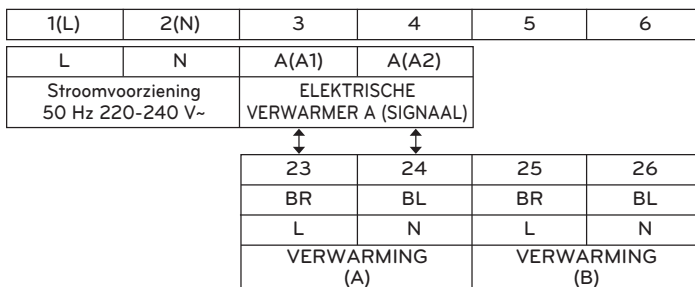 1(L) 2(N) 3 4 5 6
L N A(A1) A(A2)
Stroomvoorziening
50 Hz 220-240 V~
ELEKTRISCHE
VERWARMER A (SIGNAAL)
23 24 25 26
BR BL BR BL
L N L N
VERWARMING
(A)
VERWARMING
(B)